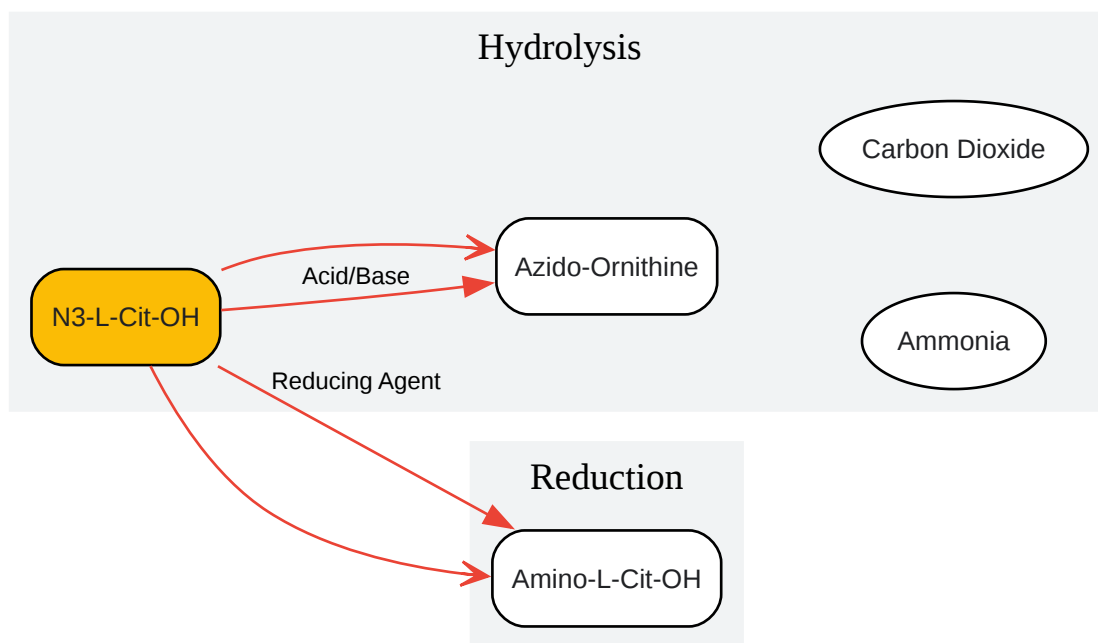 Hydrolysis
Carbon Dioxide
Azido-Ornithine
Acid/Base
N3-L-Cit-OH
Ammonia
Reducing Agent
Reduction
Amino-L-Cit-OH